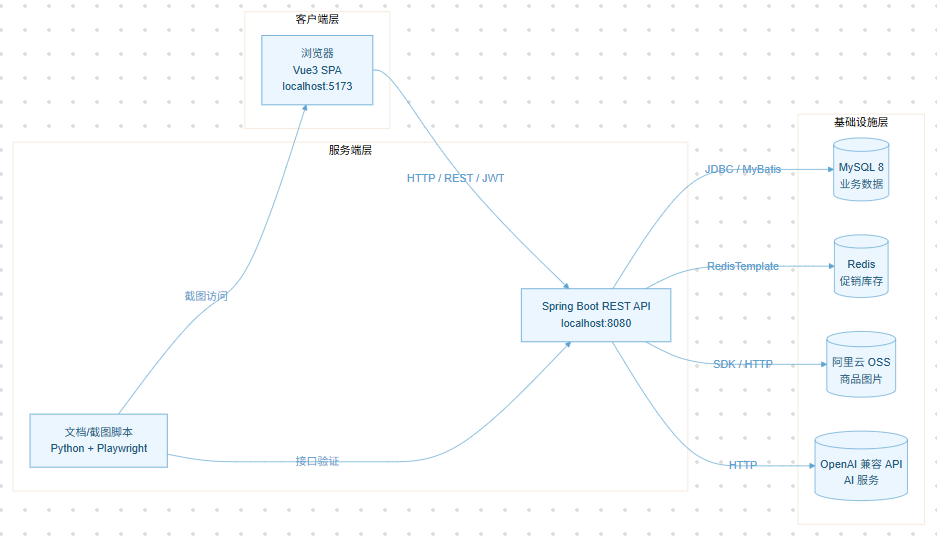 客户端层
浏览器
Vue3 SPA
localhost:5173
服务端层
HTTP / REST / JWT
截图访问
Spring Boot REST API
localhost:8080
文档/截图脚本
Python + Playwright
接口验证
JDBC / MyBatis
RedisTemplate
SDK / HTTP
HTTP
基础设施层
MySQL 8
业务数据
Redis
促销库存
阿里云 OSS
商品图片
OpenAI 兼容 API
AI 服务